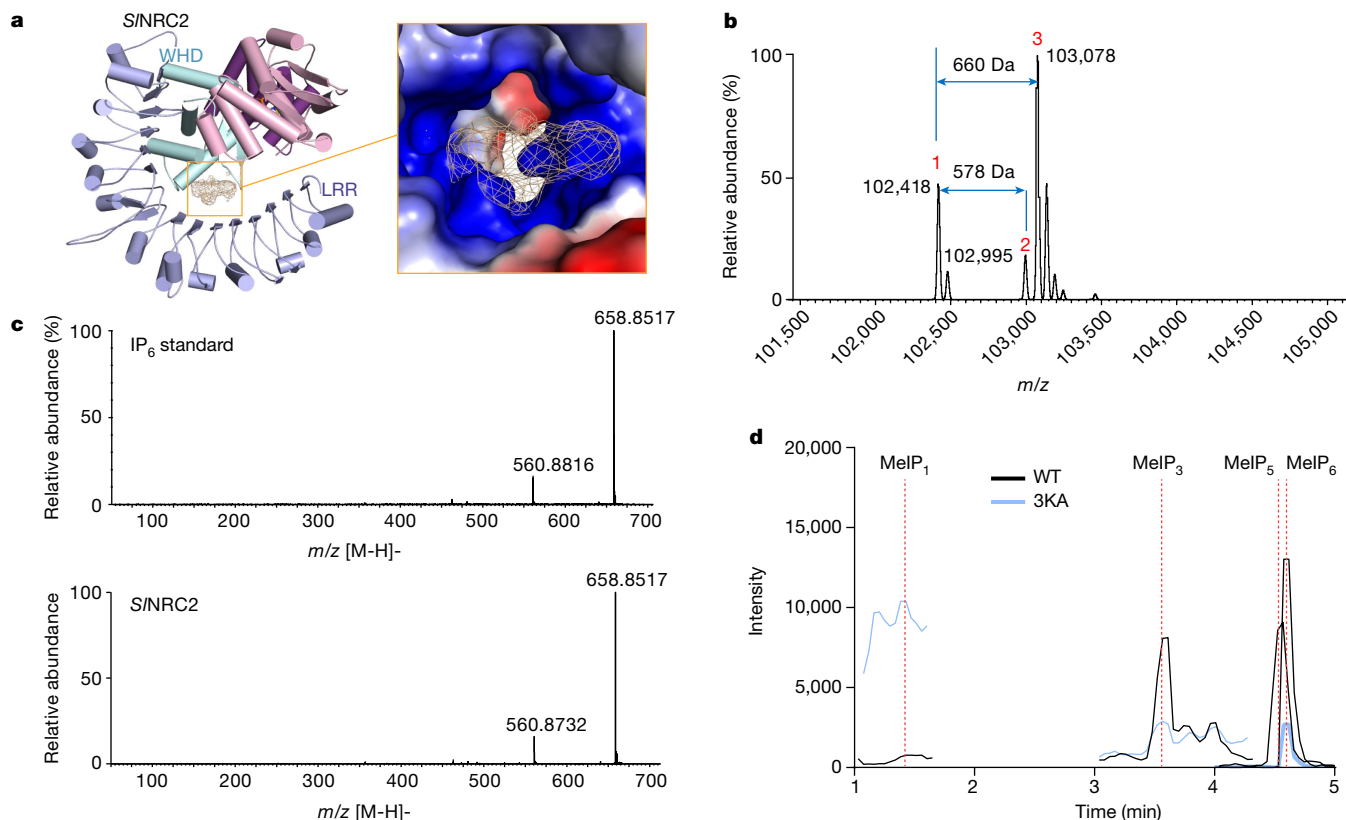 a
SlNRC2
WHD
LRR
b
Relative abundance (%)
100
50
0
660 Da
578 Da
1
2
3
102,418
102,995
103,078
101,500
102,000
102,500
103,000
103,500
104,000
104,500
105,000
m/z
c
Relative abundance (%)
IP6 standard
100
50
0
658.8517
560.8816
100 200 300 400 500 600 700
m/z [M-H]-
Relative abundance
SlNRC2
100
50
0
658.8517
560.8732
100 200 300 400 500 600 700
m/z [M-H]-
d
Intensity
20,000
15,000
10,000
5,000
0
MeIP1
MeIP3
MeIP5
MeIP6
WT
3KA
1 2 3 4 5
Time (min)